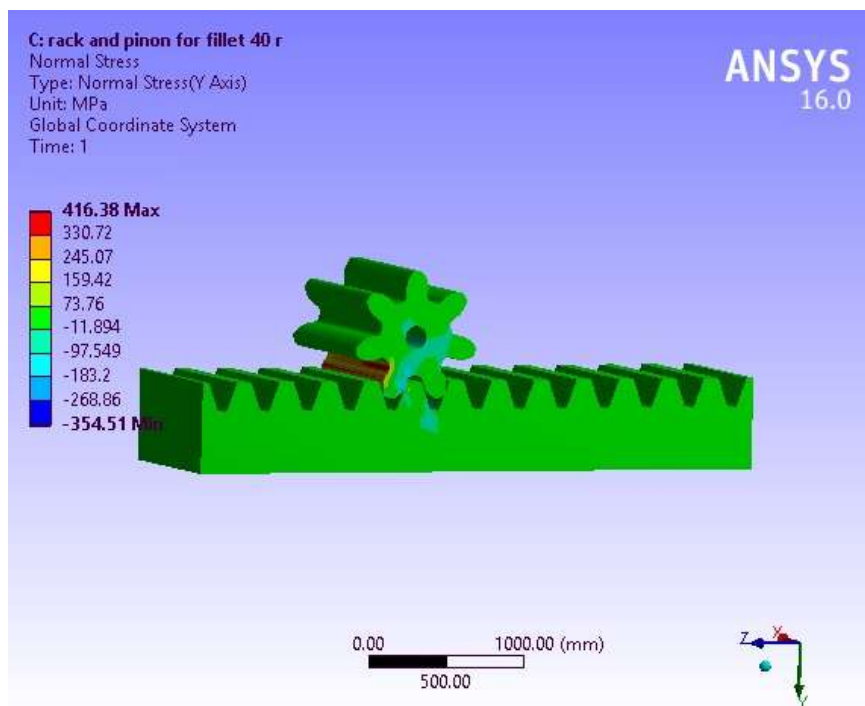 C: rack and pinon for fillet 40 r
Normal Stress
Type: Normal Stress(Y Axis)
Unit: MPa
Global Coordinate System
Time: 1
ANSYS
16.0
416.38 Max
330.72
245.07
159.42
73.76
-11.894
-97.549
-183.2
-268.86
-354.51 Min
0.00 1000.00 (mm)
500.00
Z X
Y